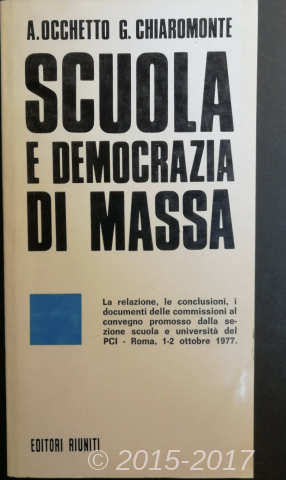 A. OCCHETTO G. CHIAROMONTE
SCUOLA
E DEMOCRAZIA
DI MASSA
La relazione, le conclusioni, i
documenti delle commissioni al
convegno promosso dalla se-
zione scuola e università del
PCI - Roma, 1-2 ottobre 1977.
EDITORI RIUNITI
© 2015-2017